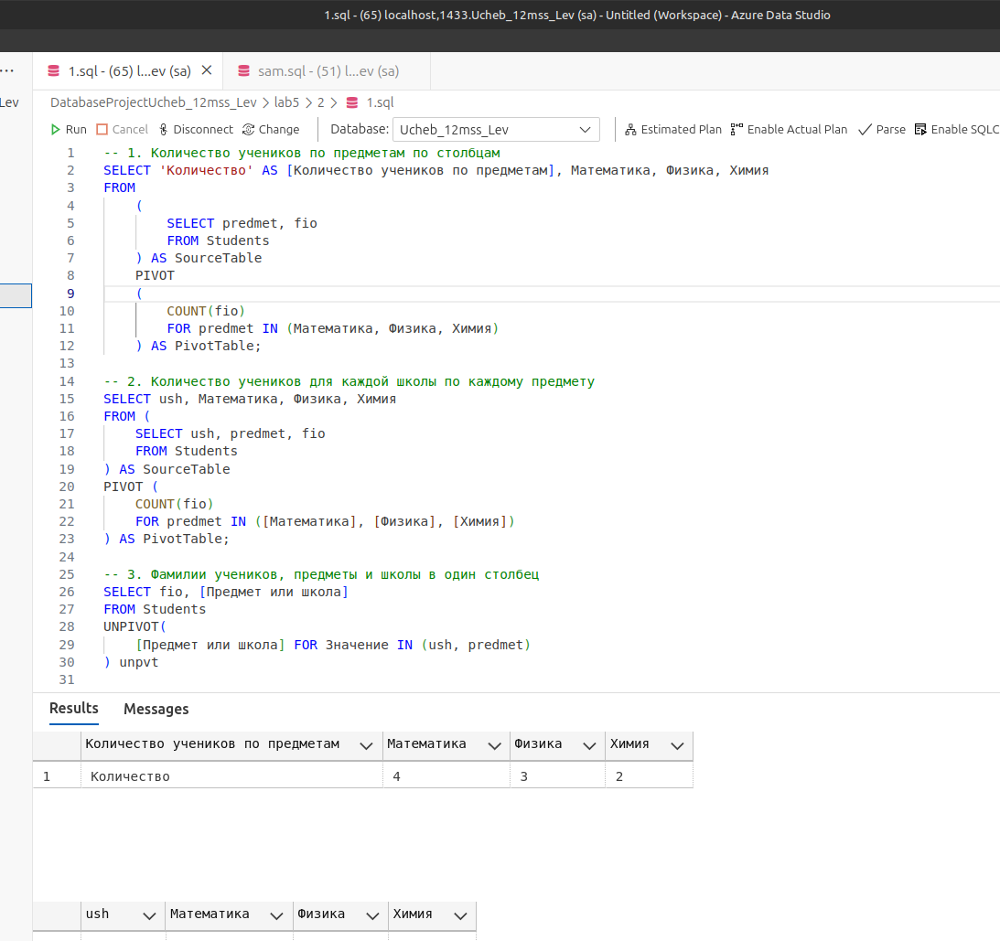 1.sql - (65) localhost,1433.Ucheb_12mss_Lev (sa) - Untitled (Workspace) - Azure Data Studio
1.sql - (65) l...ev (sa)
sam.sql - (51) l...ev (sa)
Lev
DatabaseProjectUcheb_12mss_Lev > lab5 > 2 > 1.sql
Run Cancel Disconnect Change Database: Ucheb_12mss_Lev Estimated Plan Enable Actual Plan Parse Enable SQLC
1 -- 1. Количество учеников по предметам по столбцам
2 SELECT 'Количество' AS [Количество учеников по предметам], Математика, Физика, Химия
3 FROM
4 (
5 SELECT predmet, fio
6 FROM Students
7 ) AS SourceTable
8 PIVOT
9 (
10 COUNT(fio)
11 FOR predmet IN (Математика, Физика, Химия)
12 ) AS PivotTable;
13
14 -- 2. Количество учеников для каждой школы по каждому предмету
15 SELECT ush, Математика, Физика, Химия
16 FROM (
17 SELECT ush, predmet, fio
18 FROM Students
19 ) AS SourceTable
20 PIVOT (
21 COUNT(fio)
22 FOR predmet IN ([Математика], [Физика], [Химия])
23 ) AS PivotTable;
24
25 -- 3. Фамилии учеников, предметы и школы в один столбец
26 SELECT fio, [Предмет или школа]
27 FROM Students
28 UNPIVOT(
29 [Предмет или школа] FOR Значение IN (ush, predmet)
30 ) unpvt
31
Results Messages
Количество учеников по предметам Математика Физика Химия
1 Количество 4 3 2
ush Математика Физика Химия